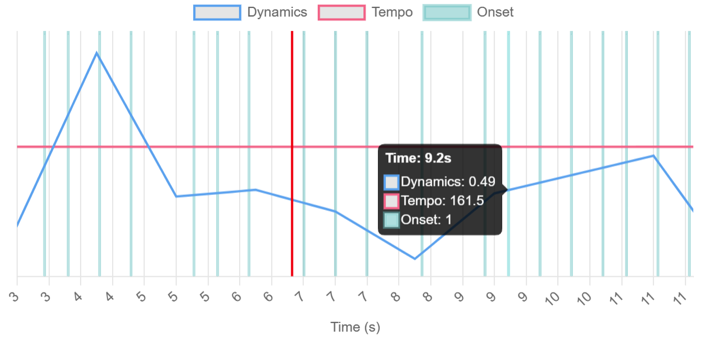 Dynamics Tempo Onset
Time: 9.2s
Dynamics: 0.49
Tempo: 161.5
Onset: 1
3 3 4 4 5 5 5 6 6 7 7 7 8 8 9 9 9 10 10 11 11 11
Time (s)